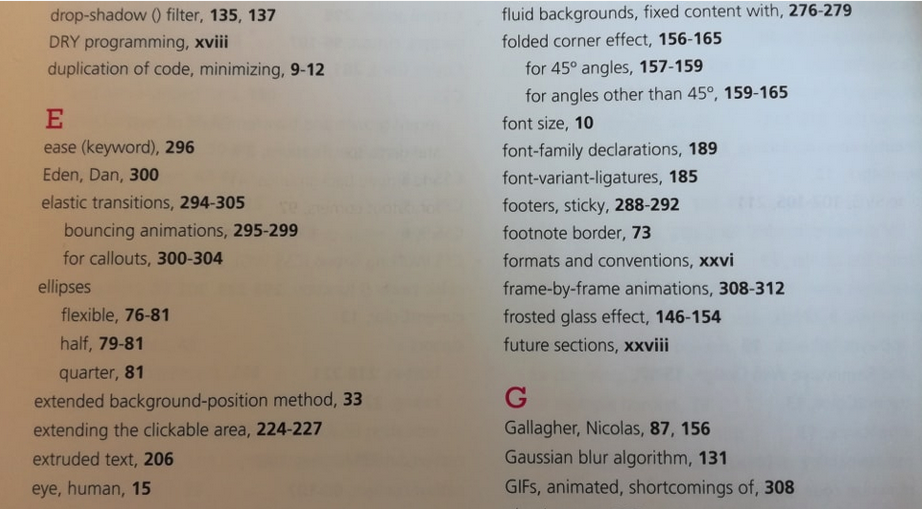 drop-shadow () filter, 135, 137
DRY programming, xviii
duplication of code, minimizing, 9-12
E
ease (keyword), 296
Eden, Dan, 300
elastic transitions, 294-305
bouncing animations, 295-299
for callouts, 300-304
ellipses
flexible, 76-81
half, 79-81
quarter, 81
extended background-position method, 33
extending the clickable area, 224-227
extruded text, 206
eye, human, 15
fluid backgrounds, fixed content with, 276-279
folded corner effect, 156-165
for 45º angles, 157-159
for angles other than 45º, 159-165
font size, 10
font-family declarations, 189
font-variant-ligatures, 185
footers, sticky, 288-292
footnote border, 73
formats and conventions, xxvi
frame-by-frame animations, 308-312
frosted glass effect, 146-154
future sections, xxviii
G
Gallagher, Nicolas, 87, 156
Gaussian blur algorithm, 131
GIFs, animated, shortcomings of, 308